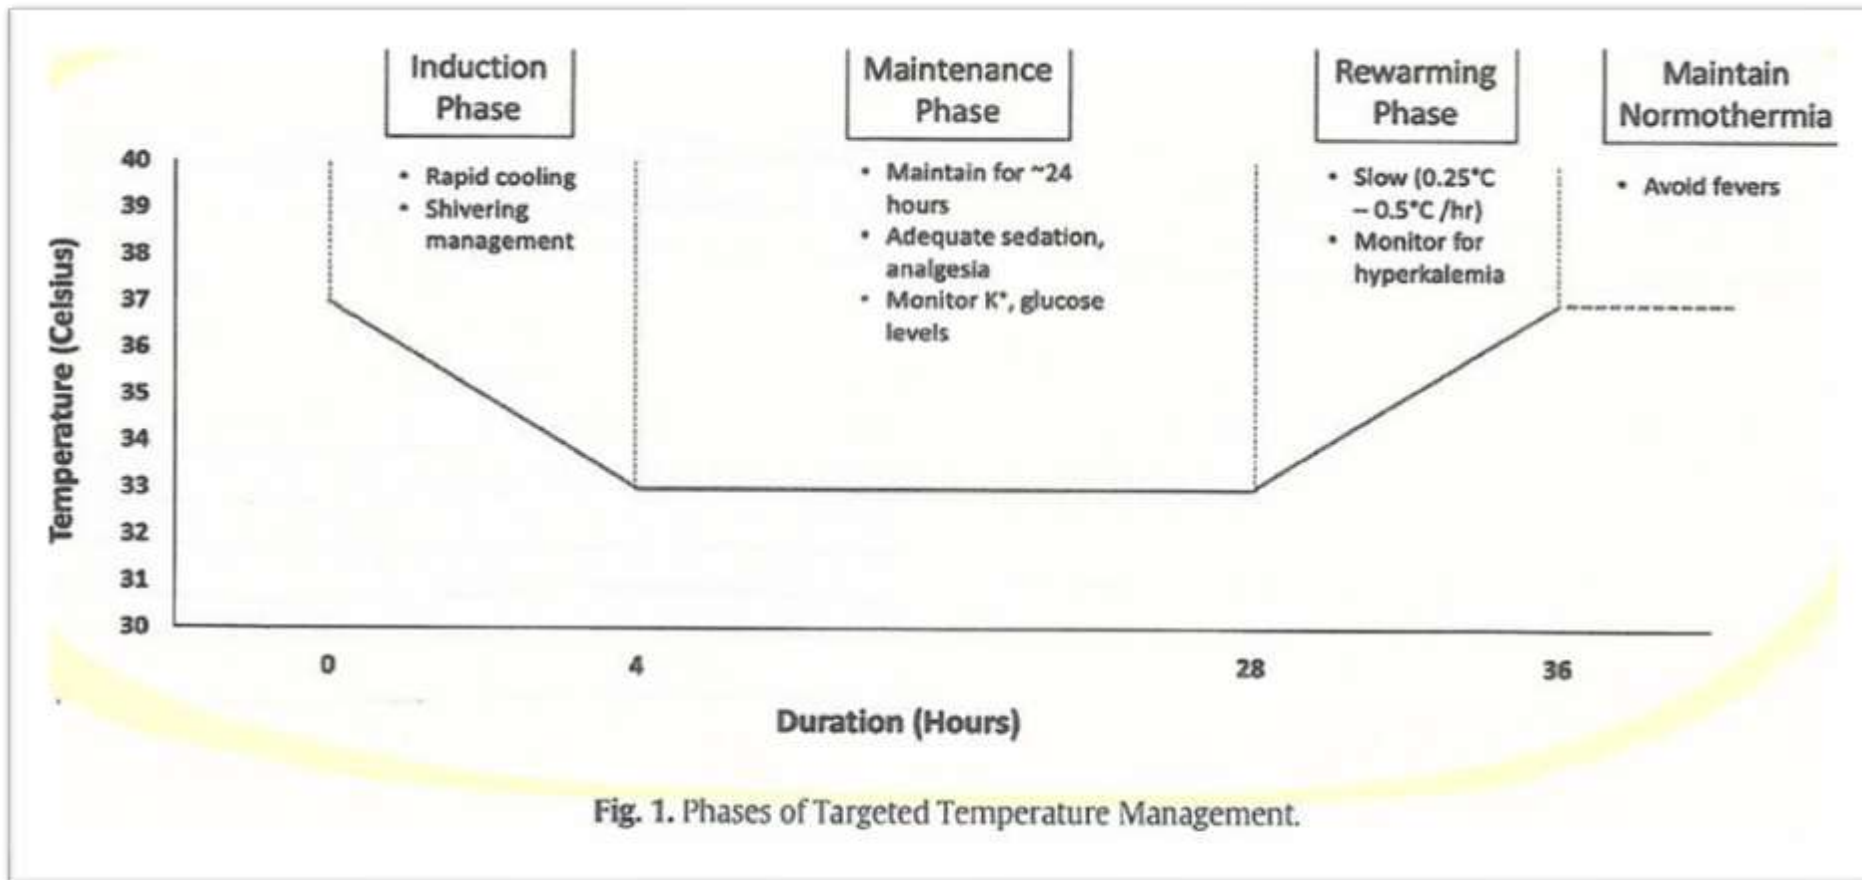 Induction
Phase
Maintenance
Phase
Rewarming
Phase
Maintain
Normothermia
• Rapid cooling
• Shivering
management
• Maintain for ~24
hours
• Adequate sedation,
analgesia
• Monitor K⁺, glucose
levels
• Slow (0.25°C
– 0.5°C /hr)
• Monitor for
hyperkalemia
• Avoid fevers
Temperature (Celsius)
40
39
38
37
36
35
34
33
32
31
30
0 4 28 36
Duration (Hours)
Fig. 1. Phases of Targeted Temperature Management.